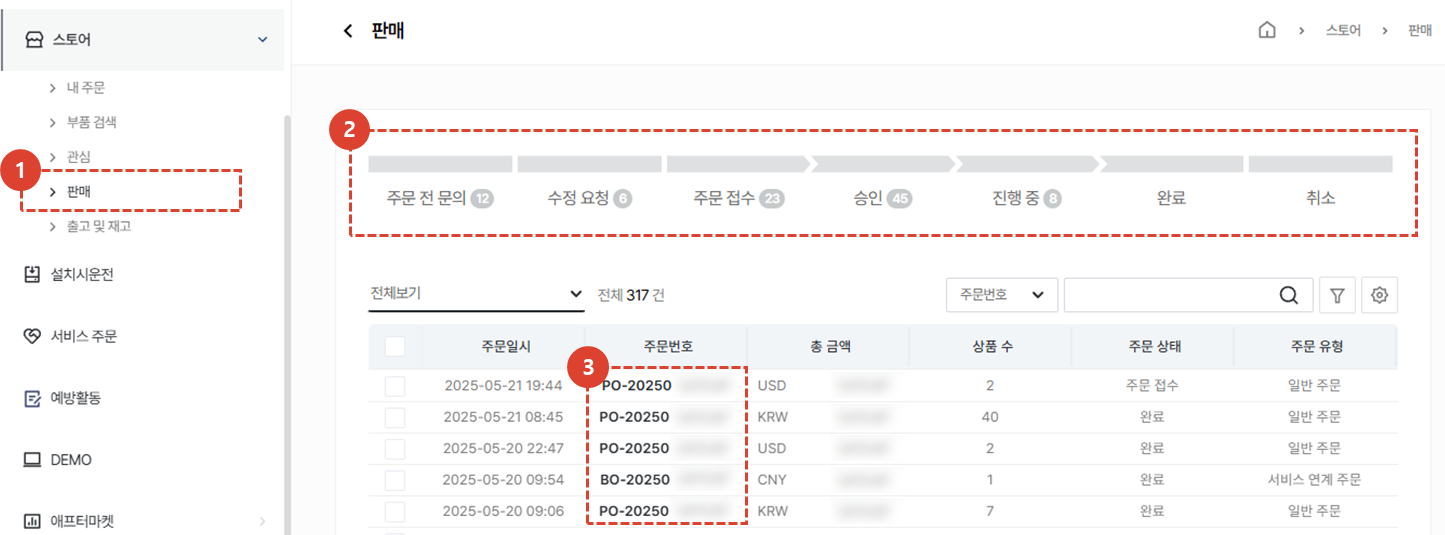 스토어
내 주문
부품 검색
관심
1
판매
출고 및 재고
설치시운전
서비스 주문
예방활동
DEMO
애프터마켓
판매
스토어 판매
2
주문 전 문의 12 수정 요청 6 주문 접수 23 승인 45 진행 중 8 완료 취소
전체보기 전체 317 건 주문번호
주문일시 주문번호 총 금액 상품 수 주문 상태 주문 유형
3
2025-05-21 19:44 PO-20250 USD 2 주문 접수 일반 주문
2025-05-21 08:45 PO-20250 KRW 40 완료 일반 주문
2025-05-20 22:47 PO-20250 USD 2 완료 일반 주문
2025-05-20 09:54 BO-20250 CNY 1 완료 서비스 연계 주문
2025-05-20 09:06 PO-20250 KRW 7 완료 일반 주문